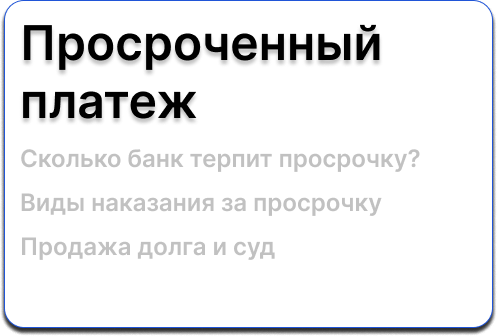 Просроченный
платеж
Сколько банк терпит просрочку?
Виды наказания за просрочку
Продажа долга и суд